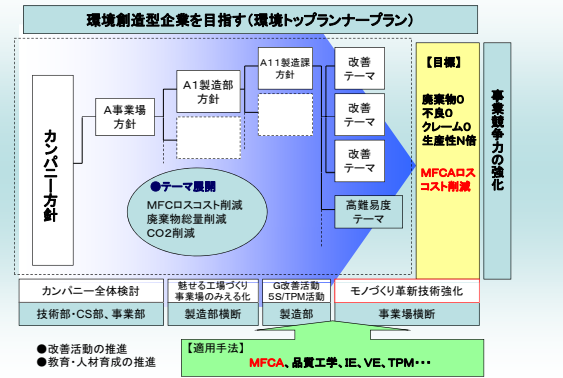 環境創造型企業を目指す(環境トップランナープラン)
カンパニー方針
A事業場
方針
A1製造部
方針
A11製造課
方針
改善
テーマ
改善
テーマ
改善
テーマ
高難易度
テーマ
●テーマ展開
MFCロスコスト削減
廃棄物総量削減
CO2削減
【目標】
廃棄物0
不良0
クレーム0
生産性N倍
MFCAロス
コスト削減
事業競争力の強化
カンパニー全体検討
魅せる工場づくり
事業場のみえる化
G改善活動
5S/TPM活動
モノづくり革新技術強化
技術部・CS部、事業部
製造部横断
製造部
事業場横断
●改善活動の推進
●教育・人材育成の推進
【適用手法】
MFCA、品質工学、IE、VE、TPM・・・